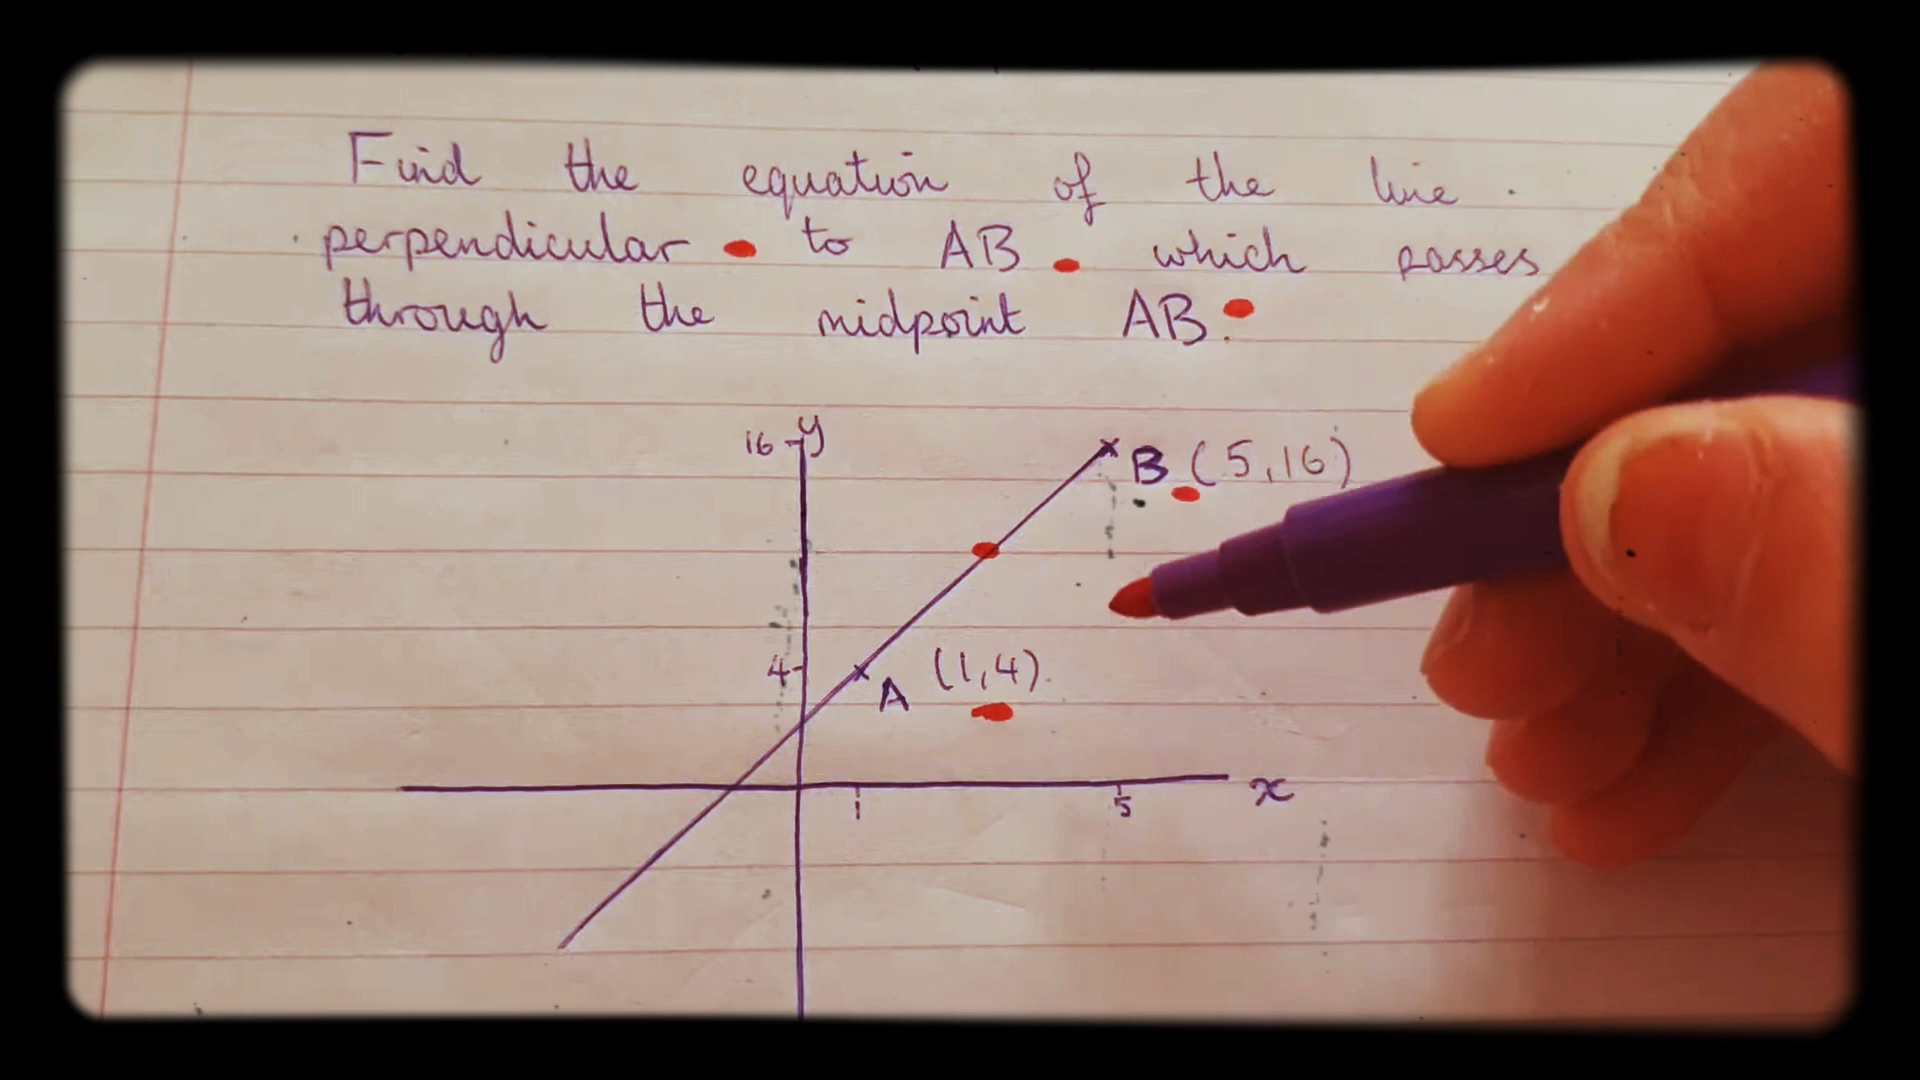 Find the equation of the line
perpendicular to AB which passes
through the midpoint AB.
16 y
B (5,16)
4
A (1,4)
1 5 x